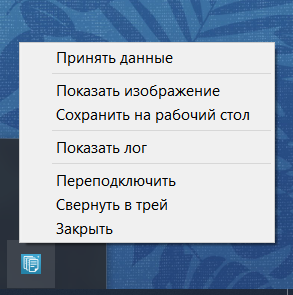 Принять данные
Показать изображение
Сохранить на рабочий стол
Показать лог
Переподключить
Свернуть в трей
Закрыть